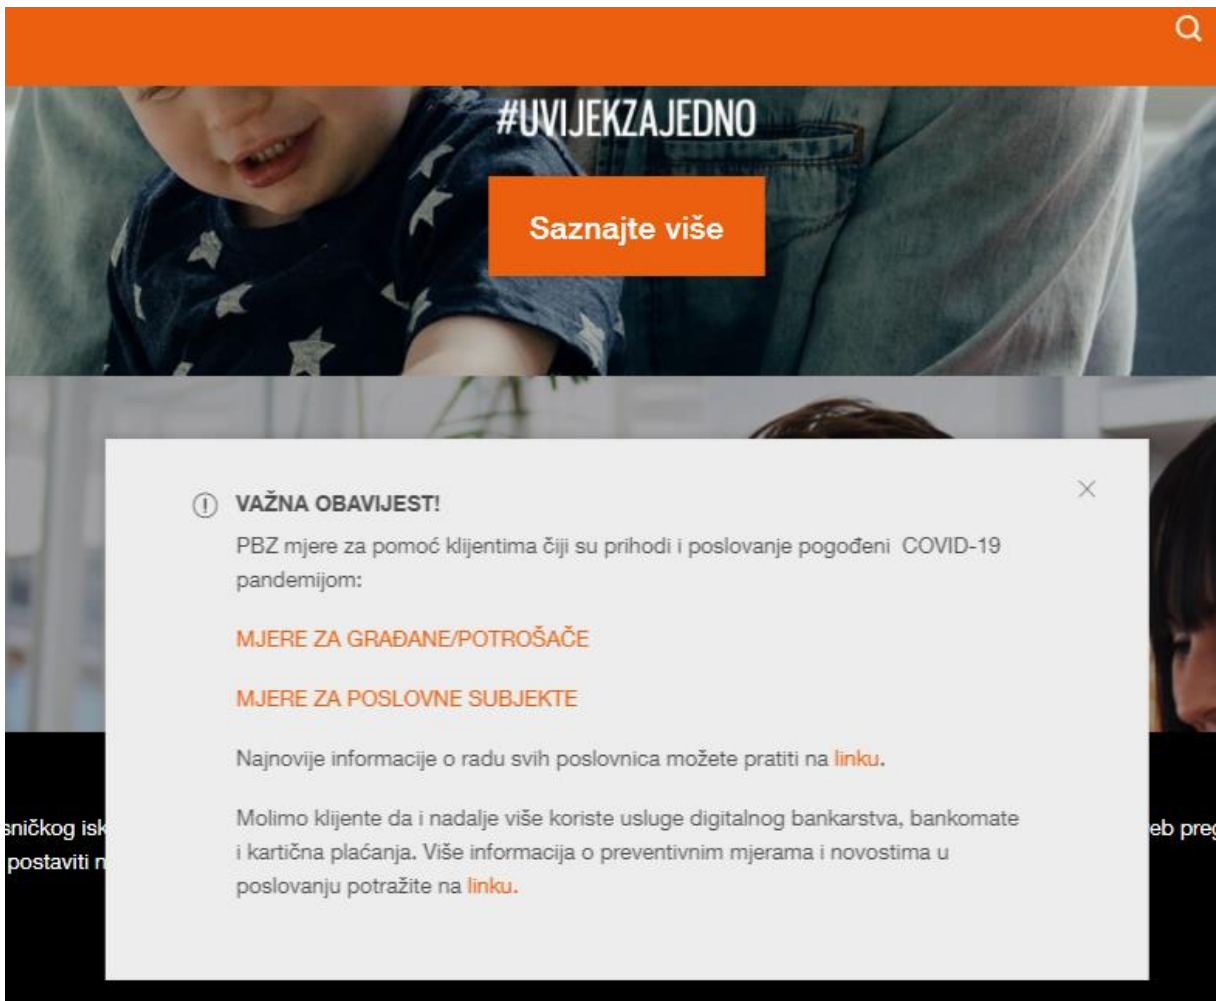 #UVIJEKZAJEDNO
Saznajte više
VAŽNA OBAVIJEST!
PBZ mjere za pomoć klijentima čiji su prihodi i poslovanje pogođeni COVID-19
pandemijom:
MJERE ZA GRAĐANE/POTROŠAČE
MJERE ZA POSLOVNE SUBJEKTE
Najnovije informacije o radu svih poslovnica možete pratiti na linku.
Molimo klijente da i nadalje više koriste usluge digitalnog bankarstva, bankomate
i kartična plaćanja. Više informacija o preventivnim mjerama i novostima u
poslovanju potražite na linku.
postaviti